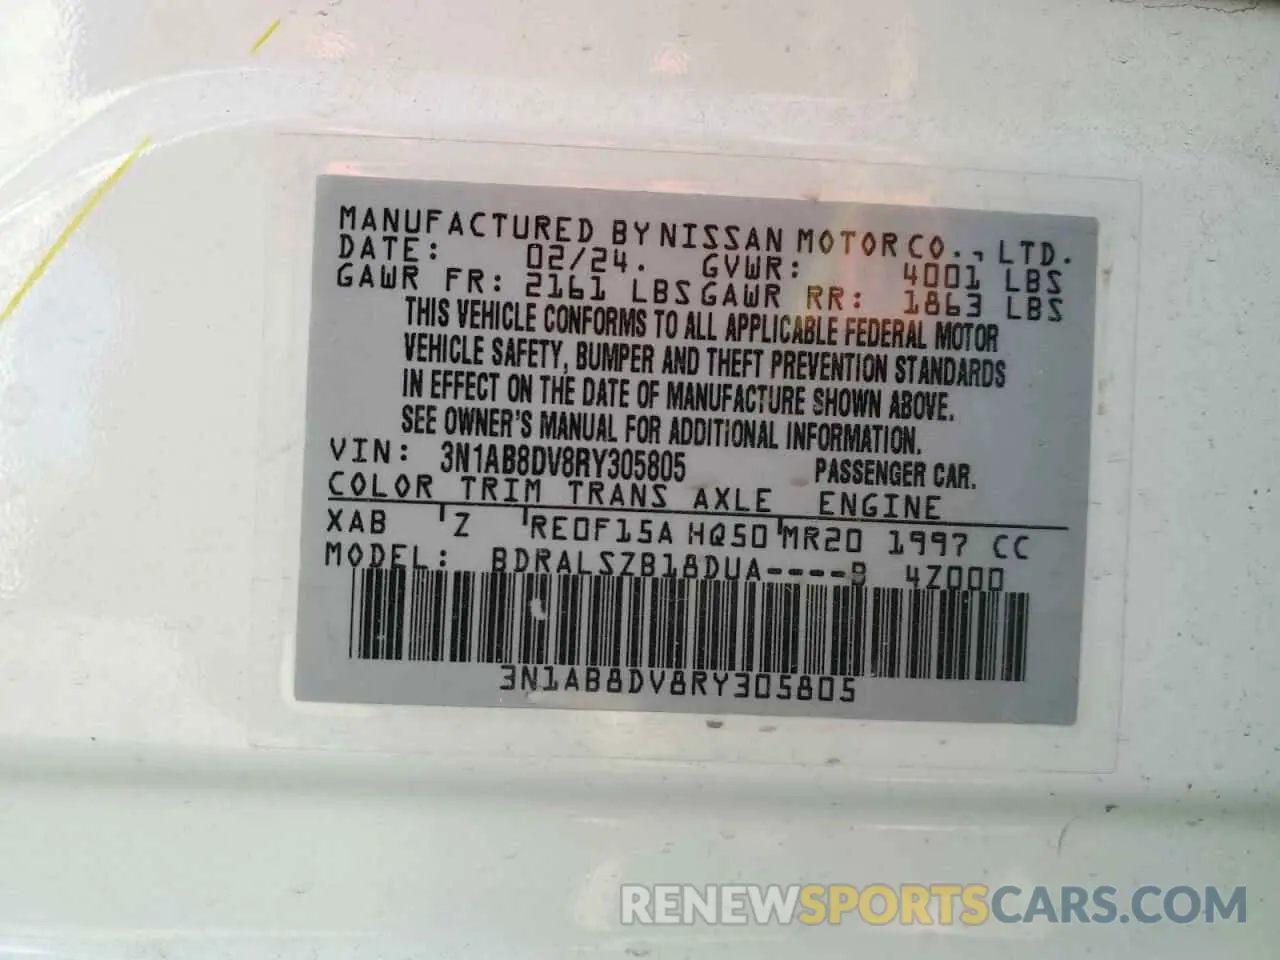 MANUFACTURED BY NISSAN MOTOR CO., LTD.
DATE: 02/24. GVWR: 4001 LBS
GAWR FR: 2161 LBS GAWR RR: 1863 LBS
THIS VEHICLE CONFORMS TO ALL APPLICABLE FEDERAL MOTOR
VEHICLE SAFETY, BUMPER AND THEFT PREVENTION STANDARDS
IN EFFECT ON THE DATE OF MANUFACTURE SHOWN ABOVE.
SEE OWNER'S MANUAL FOR ADDITIONAL INFORMATION.
VIN: 3N1AB8DV8RY305805 PASSENGER CAR.
COLOR TRIM TRANS AXLE ENGINE
XAB Z RE0F15A HQ50 MR20 1997 CC
MODEL: BDRALSZB18DUA----B 4Z000
3N1AB8DV8RY305805
RENEWSPORTSCARS.COM